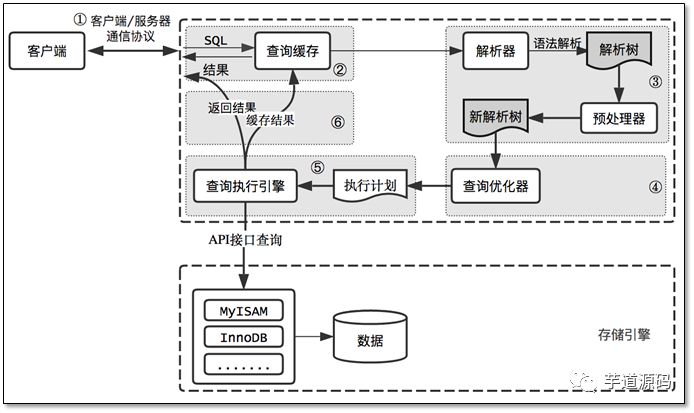 ① 客户端/服务器
通信协议
客户端
SQL
结果
查询缓存
②
解析器
语法解析
解析树
③
返回结果
缓存结果
⑥
新解析树
预处理器
⑤
查询执行引擎
执行计划
查询优化器
④
API接口查询
MyISAM
InnoDB
.......
数据
存储引擎
芋道源码